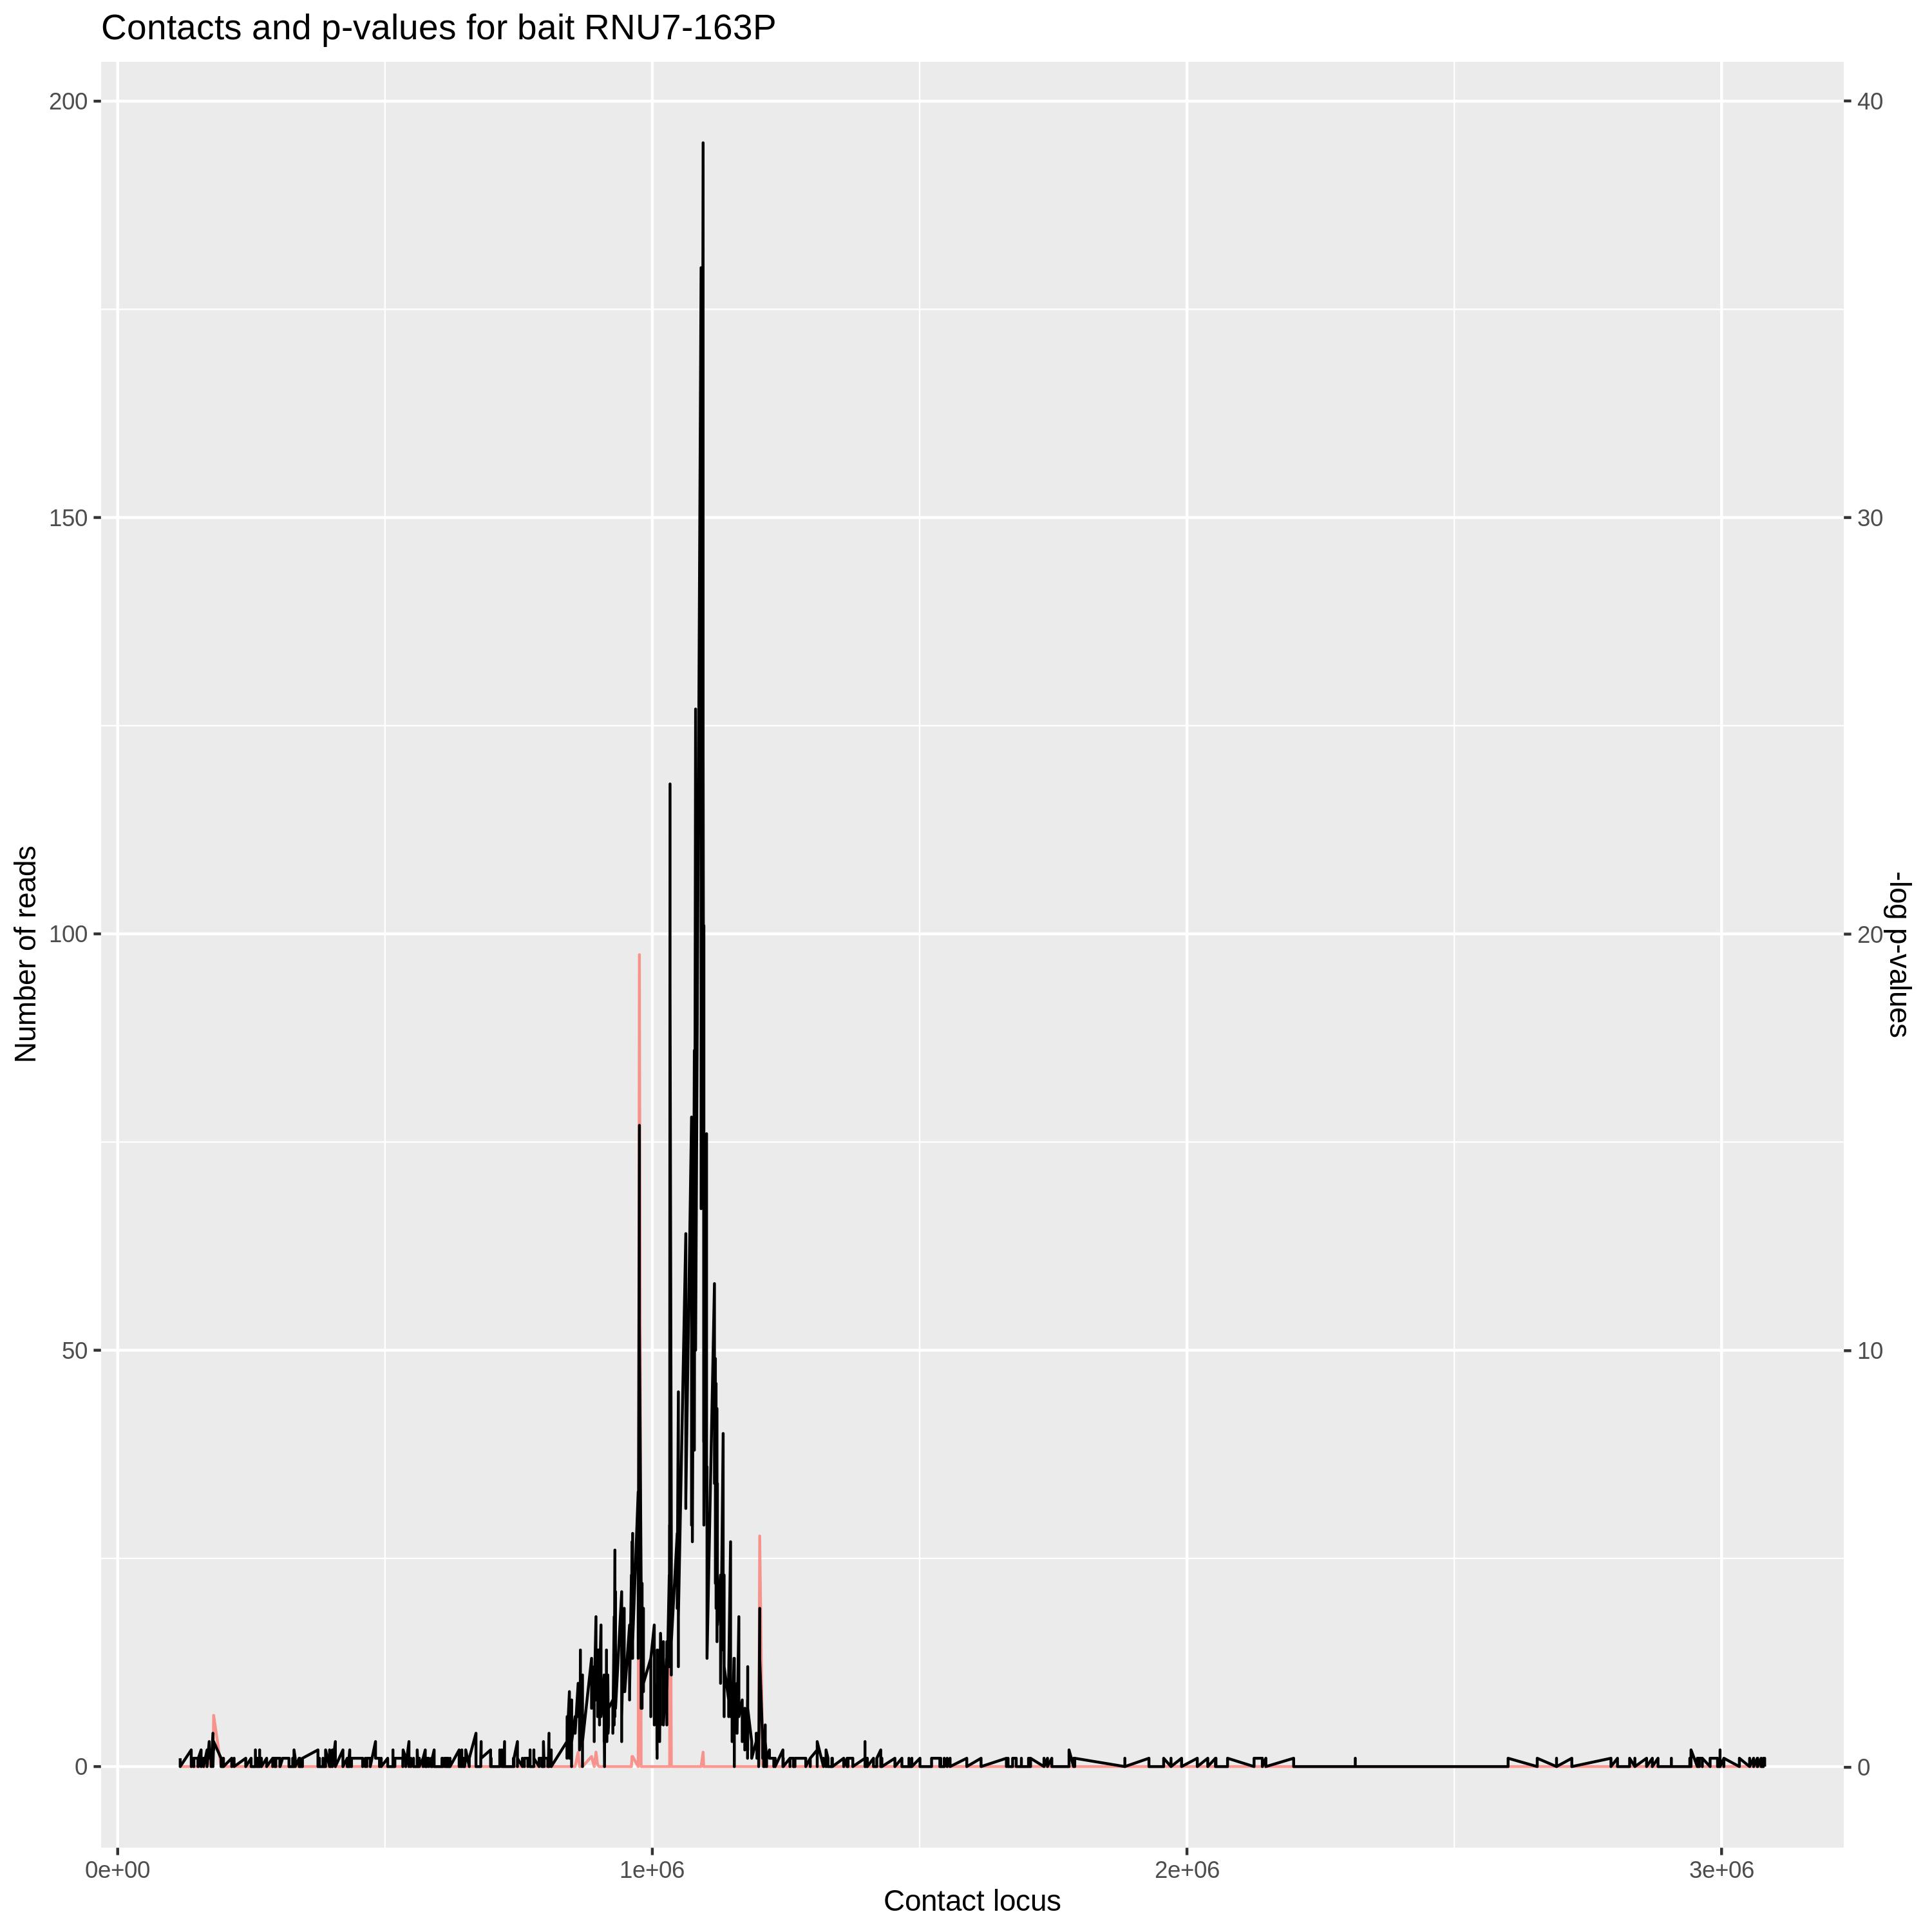 Contacts and p-values for bait RNU7-163P
200
150
100
50
0
Number of reads
40
30
20
10
0
-log p-values
0e+00
1e+06
2e+06
3e+06
Contact locus